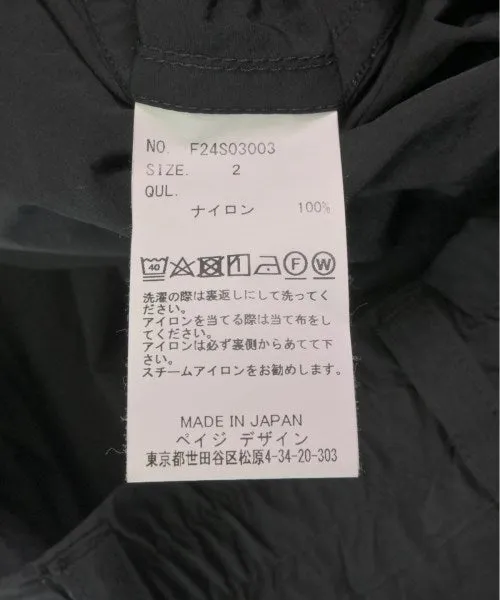 NO. F24S03003
SIZE. 2
QUL.
ナイロン 100%
40 F W
洗濯の際は裏返しにして洗ってく
ださい。
アイロンを当てる際は当て布をし
てください。
アイロンは必ず裏側からあてて下
さい。
スチームアイロンをお勧めします。
MADE IN JAPAN
ペイジ デザイン
東京都世田谷区松原4-34-20-303